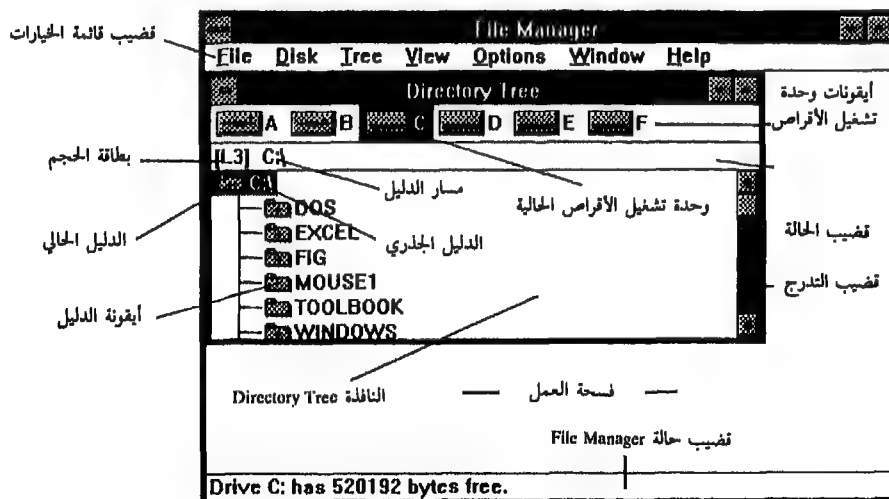 File Manager
قضيب قائمة الخيارات
File Disk Tree View Options Window Help
Directory Tree
أيقونات وحدة
تشغيل الأقراص
A B C D E F
بطاقة الحجم
[L3] C:\
مسار الدليل
وحدة تشغيل الأقراص الحالية
C:\
الدليل الحالي
الدليل الجذري
قضيب الحالة
DOS
EXCEL
FIG
MOUSE1
TOOLBOOK
WINDOWS
قضيب التدرج
أيقونة الدليل
النافذة Directory Tree
فسحة العمل
قضيب حالة File Manager
Drive C: has 520192 bytes free.